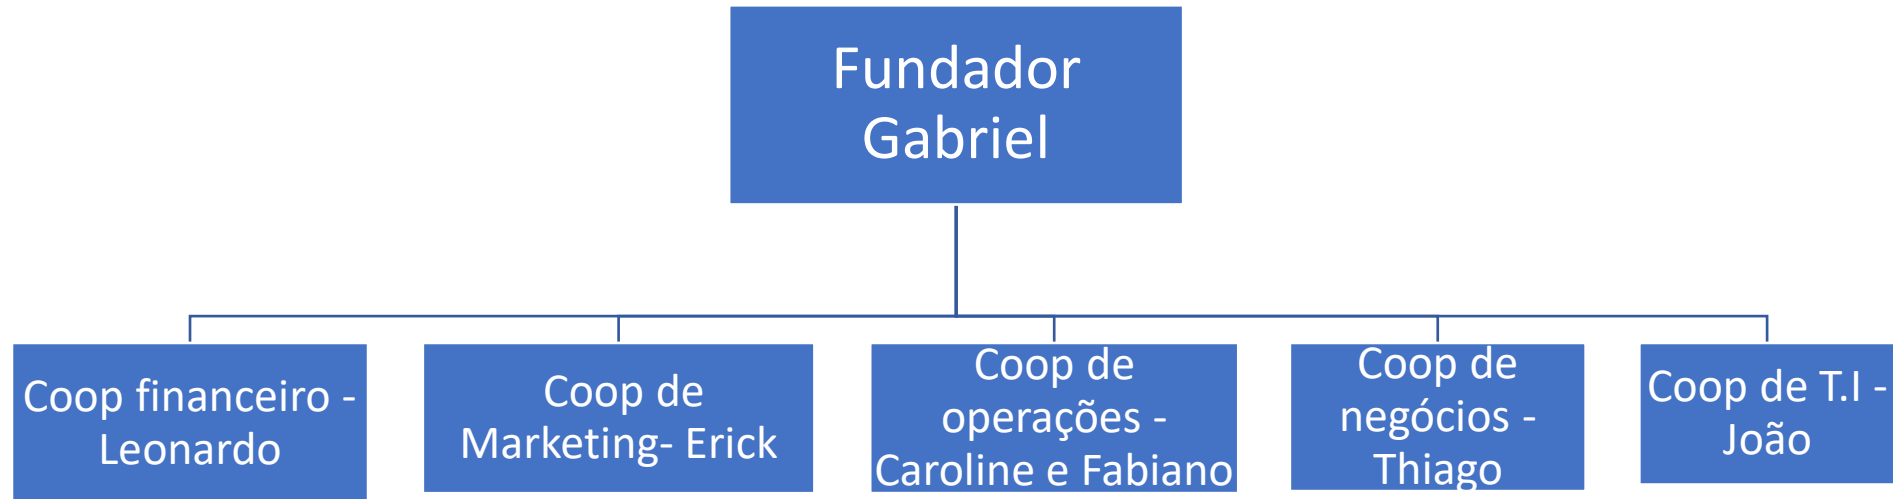 Fundador
Gabriel
Coop financeiro -
Leonardo
Coop de
Marketing- Erick
Coop de
operações -
Caroline e Fabiano
Coop de
negócios -
Thiago
Coop de T.I -
João